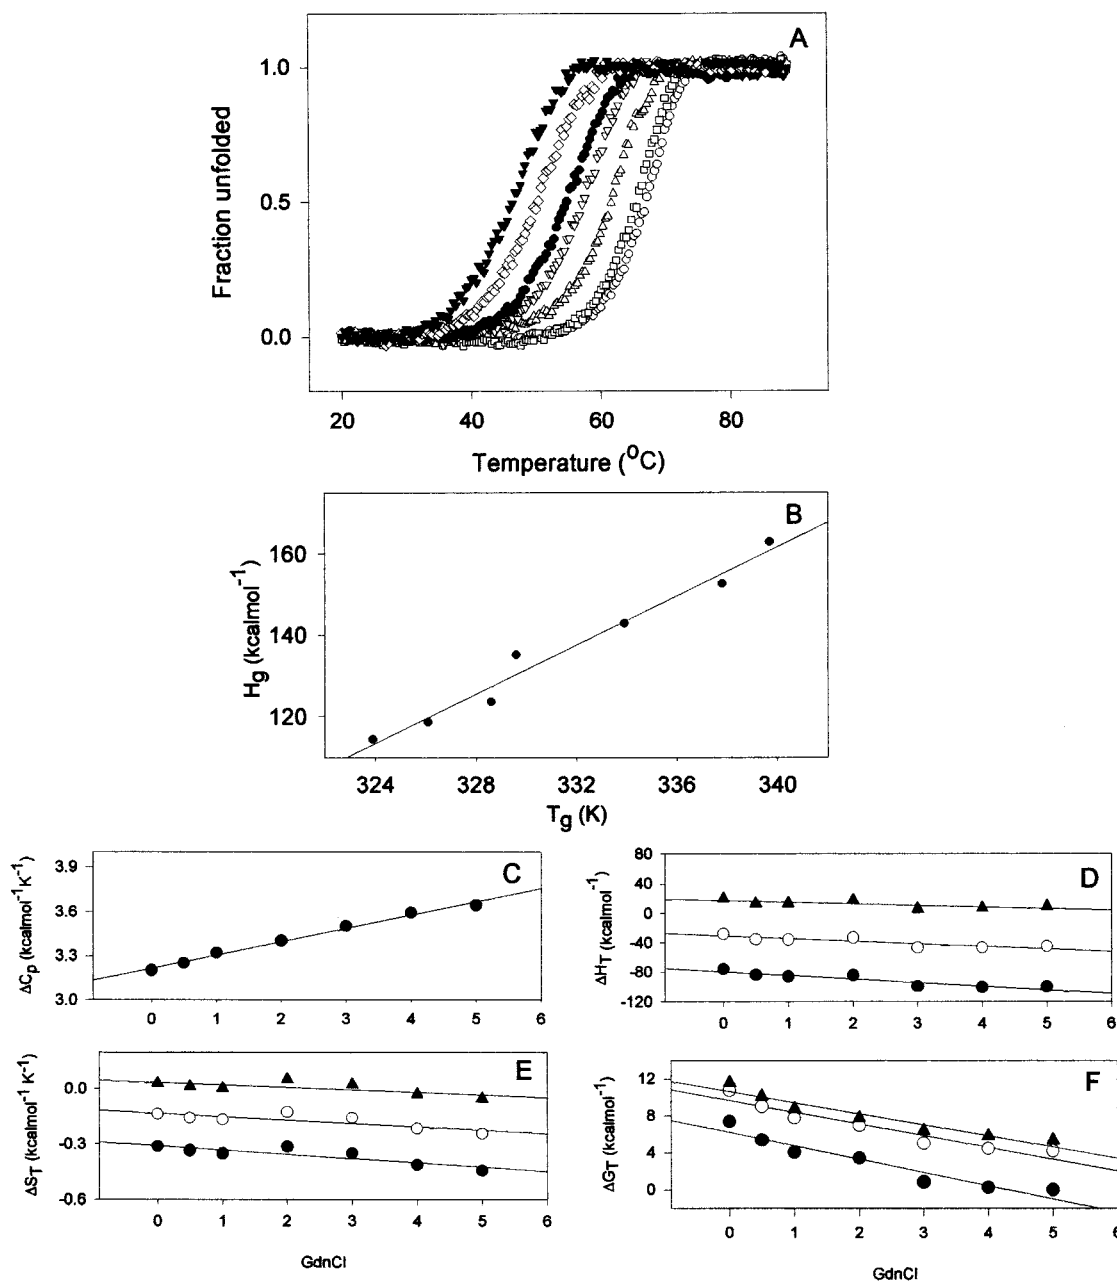 A
Fraction unfolded
1.0
0.5
0.0
20 40 60 80
Temperature (°C)
B
Hg (kcalmol⁻¹)
160
140
120
324 328 332 336 340
Tg (K)
C
ΔCp (kcalmol⁻¹K⁻¹)
3.9
3.6
3.3
3.0
0 1 2 3 4 5 6
D
ΔHT (kcalmol⁻¹)
80
40
0
-40
-80
-120
0 1 2 3 4 5 6
E
ΔST (kcalmol⁻¹ K⁻¹)
0.0
-0.3
-0.6
0 1 2 3 4 5 6
GdnCl
F
ΔGT (kcalmol⁻¹)
12
8
4
0
0 1 2 3 4 5 6
GdnCl